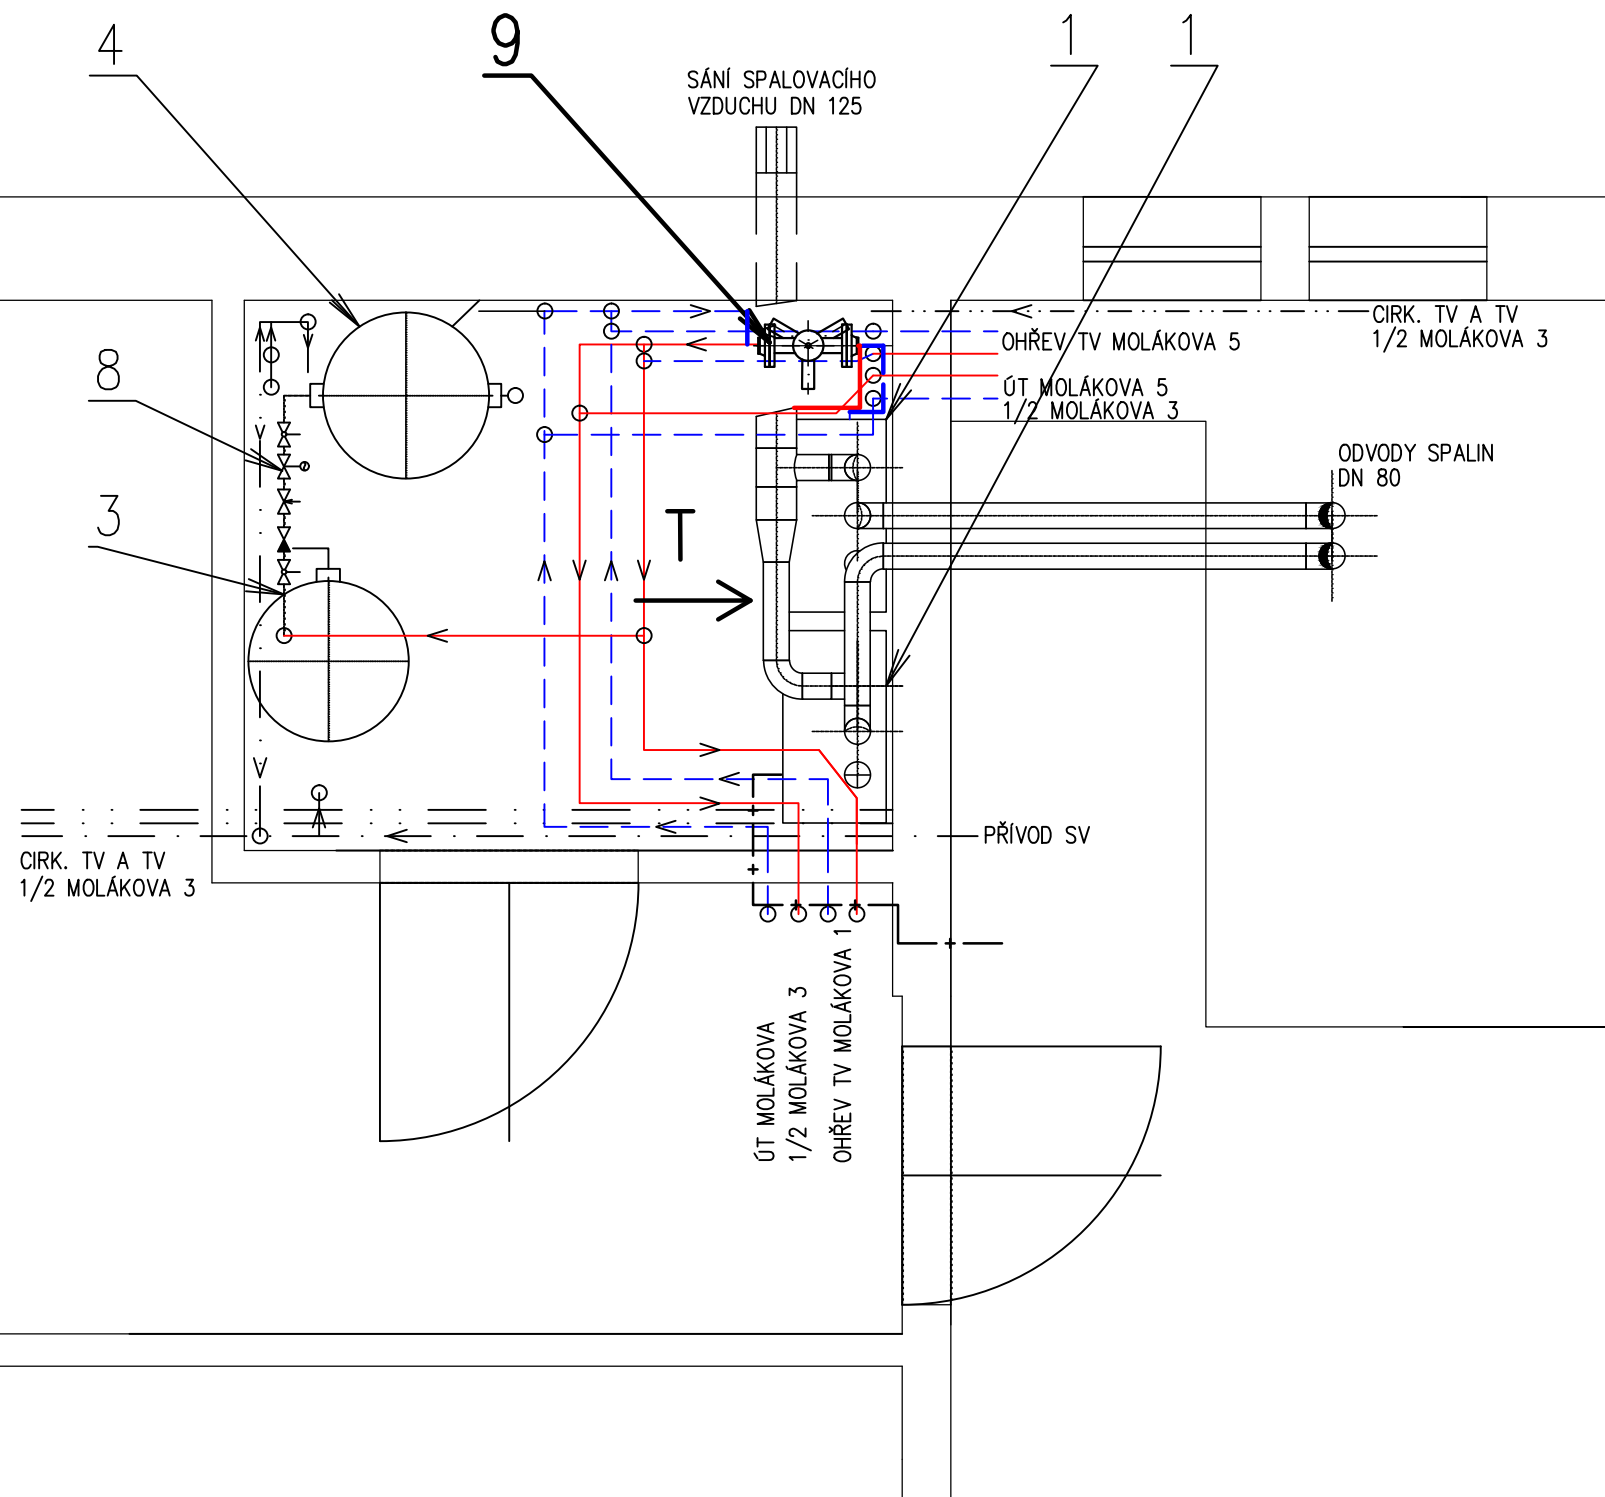 4
9
1
1
SÁNÍ SPALOVACÍHO
VZDUCHU DN 125
CIRK. TV A TV
1/2 MOLÁKOVA 3
OHŘEV TV MOLÁKOVA 5
8
ÚT MOLÁKOVA 5
1/2 MOLÁKOVA 3
ODVODY SPALIN
DN 80
3
T
PŘÍVOD SV
CIRK. TV A TV
1/2 MOLÁKOVA 3
ÚT MOLÁKOVA
1/2 MOLÁKOVA 3
OHŘEV TV MOLÁKOVA 1